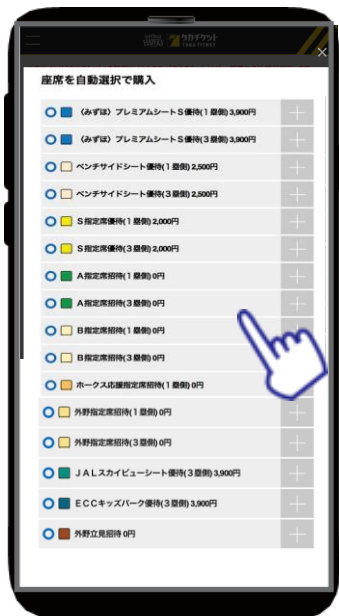 タカチケット
TAKA TICKET
×
座席を自動選択で購入
〈みずほ〉プレミアムシートS優待(1塁側) 3,900円
〈みずほ〉プレミアムシートS優待(3塁側) 3,900円
ベンチサイドシート優待(1塁側) 2,500円
ベンチサイドシート優待(3塁側) 2,500円
S指定席優待(1塁側) 2,000円
S指定席優待(3塁側) 2,000円
A指定席招待(1塁側) 0円
A指定席招待(3塁側) 0円
B指定席招待(1塁側) 0円
B指定席招待(3塁側) 0円
ホークス応援指定席招待(1塁側) 0円
外野指定席招待(1塁側) 0円
外野指定席招待(3塁側) 0円
JALスカイビューシート優待(3塁側) 3,900円
ECCキッズパーク優待(3塁側) 3,900円
外野立見招待 0円